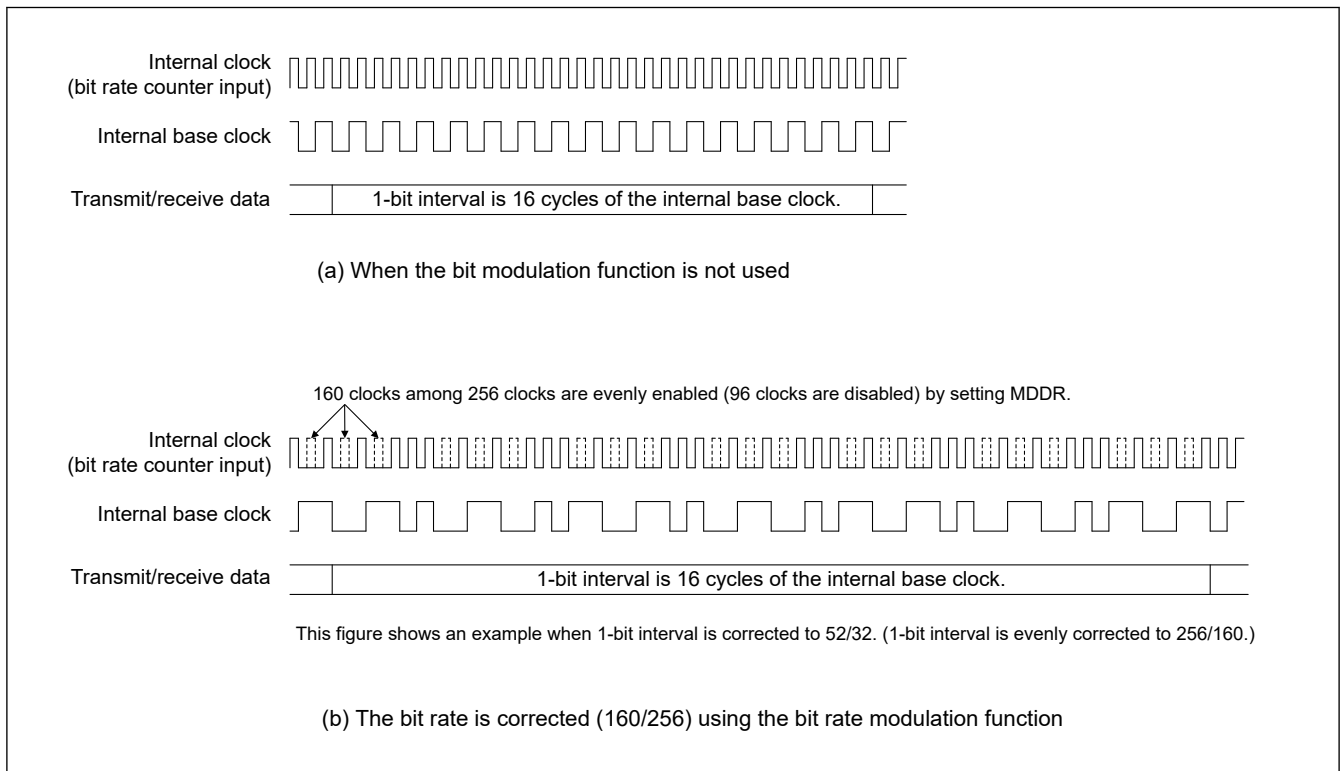 Internal clock
(bit rate counter input)
Internal base clock
Transmit/receive data
1-bit interval is 16 cycles of the internal base clock.
(a) When the bit modulation function is not used
160 clocks among 256 clocks are evenly enabled (96 clocks are disabled) by setting MDDR.
Internal clock
(bit rate counter input)
Internal base clock
Transmit/receive data
1-bit interval is 16 cycles of the internal base clock.
This figure shows an example when 1-bit interval is corrected to 52/32. (1-bit interval is evenly corrected to 256/160.)
(b) The bit rate is corrected (160/256) using the bit rate modulation function